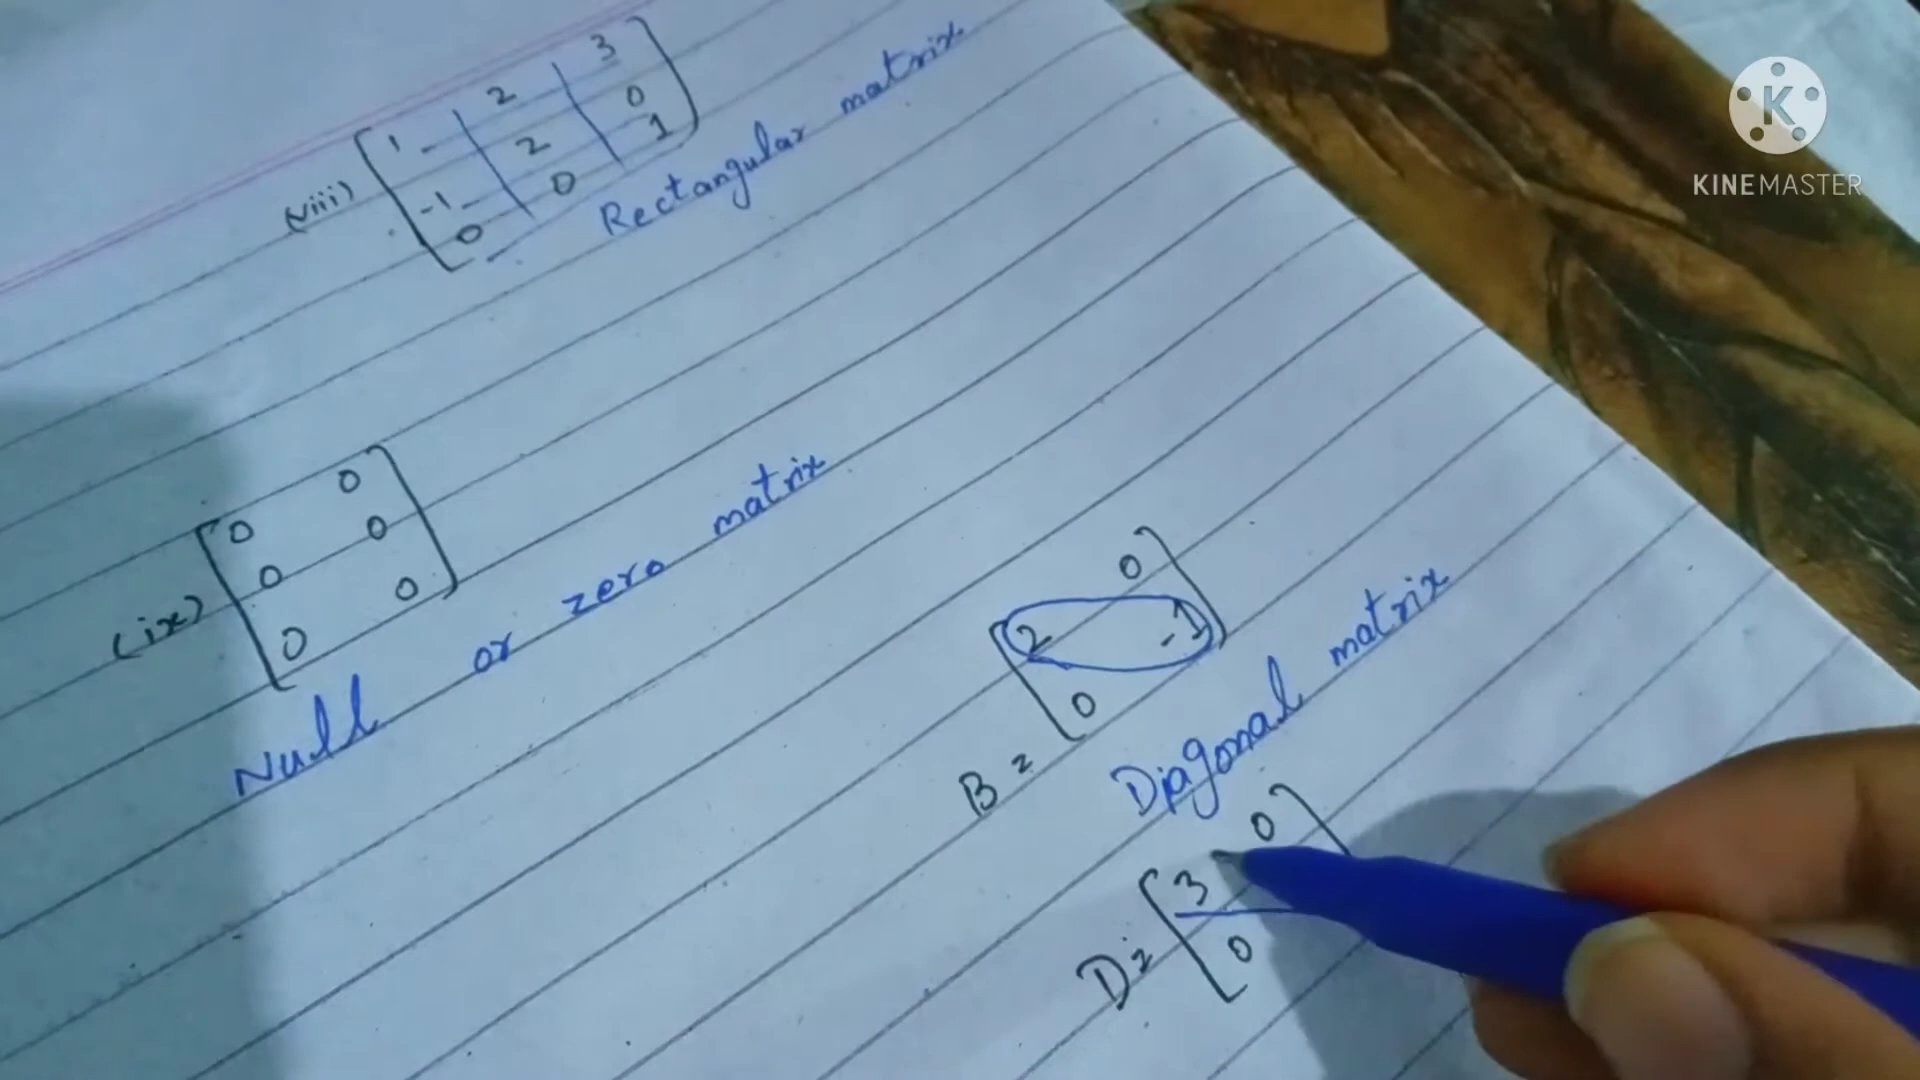 (viii) [1 2 3
-1 2 0
0 0 1]
Rectangular matrix
(ix) [0 0
0 0
0 0]
Null or zero matrix
B = [2 0
0 -1]
Diagonal matrix
D = [3 0
0
K
KINEMASTER